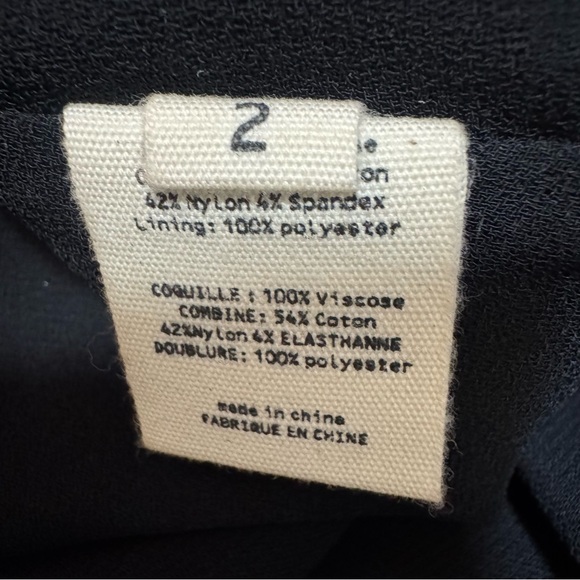 2
on
42% Nylon 4% Spandex
Lining: 100% polyester
COQUILLE : 100% Viscose
COMBINE: 54% Coton
42%Nylon 4% ELASTHANNE
DOUBLURE: 100% polyester
made in china
FABRIQUE EN CHINE